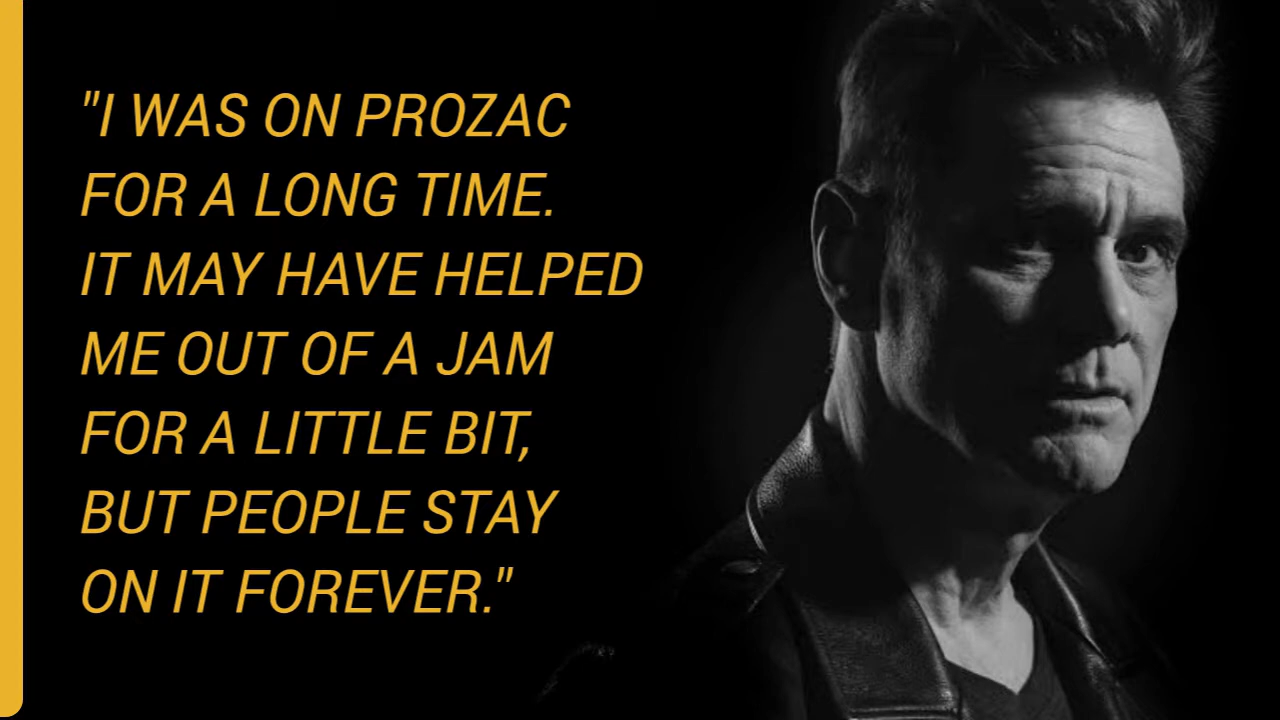 "I WAS ON PROZAC
FOR A LONG TIME.
IT MAY HAVE HELPED
ME OUT OF A JAM
FOR A LITTLE BIT,
BUT PEOPLE STAY
ON IT FOREVER."